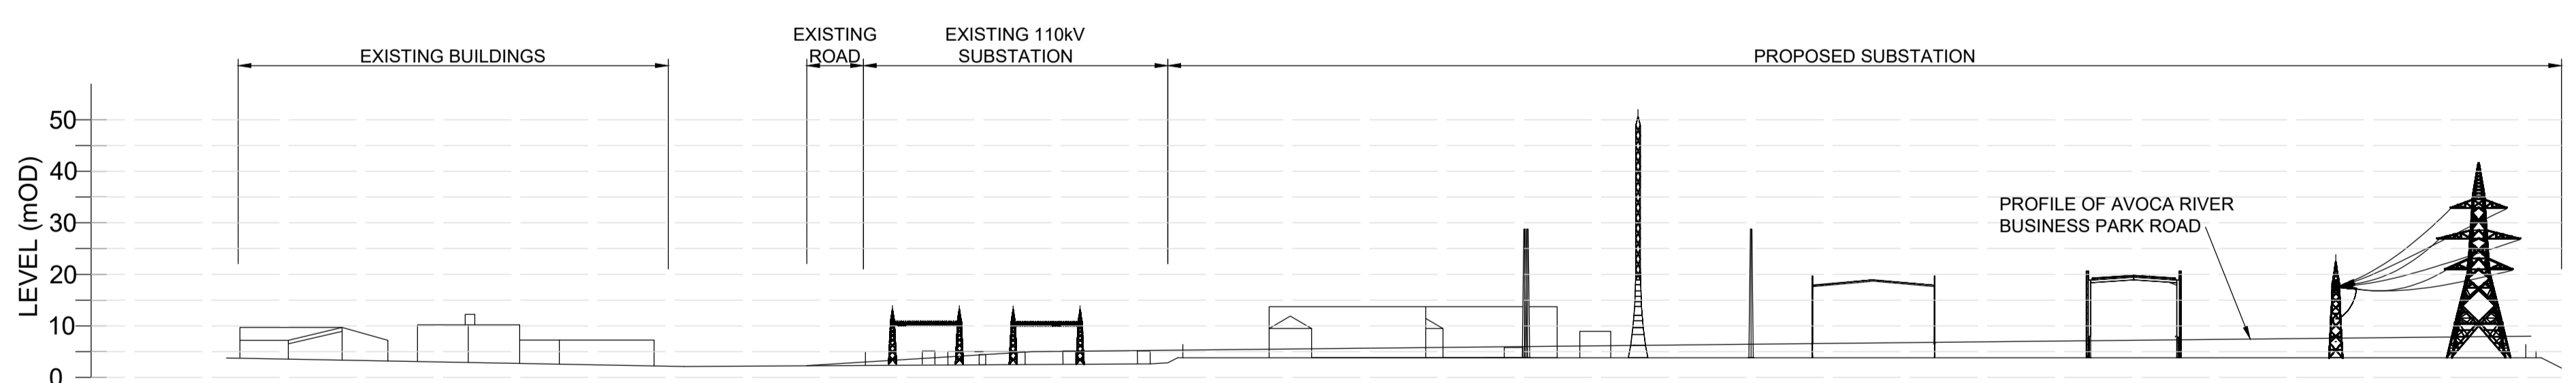 EXISTING BUILDINGS
EXISTING
ROAD
EXISTING 110kV
SUBSTATION
PROPOSED SUBSTATION
LEVEL (mOD)
50
40
30
20
10
0
PROFILE OF AVOCA RIVER
BUSINESS PARK ROAD